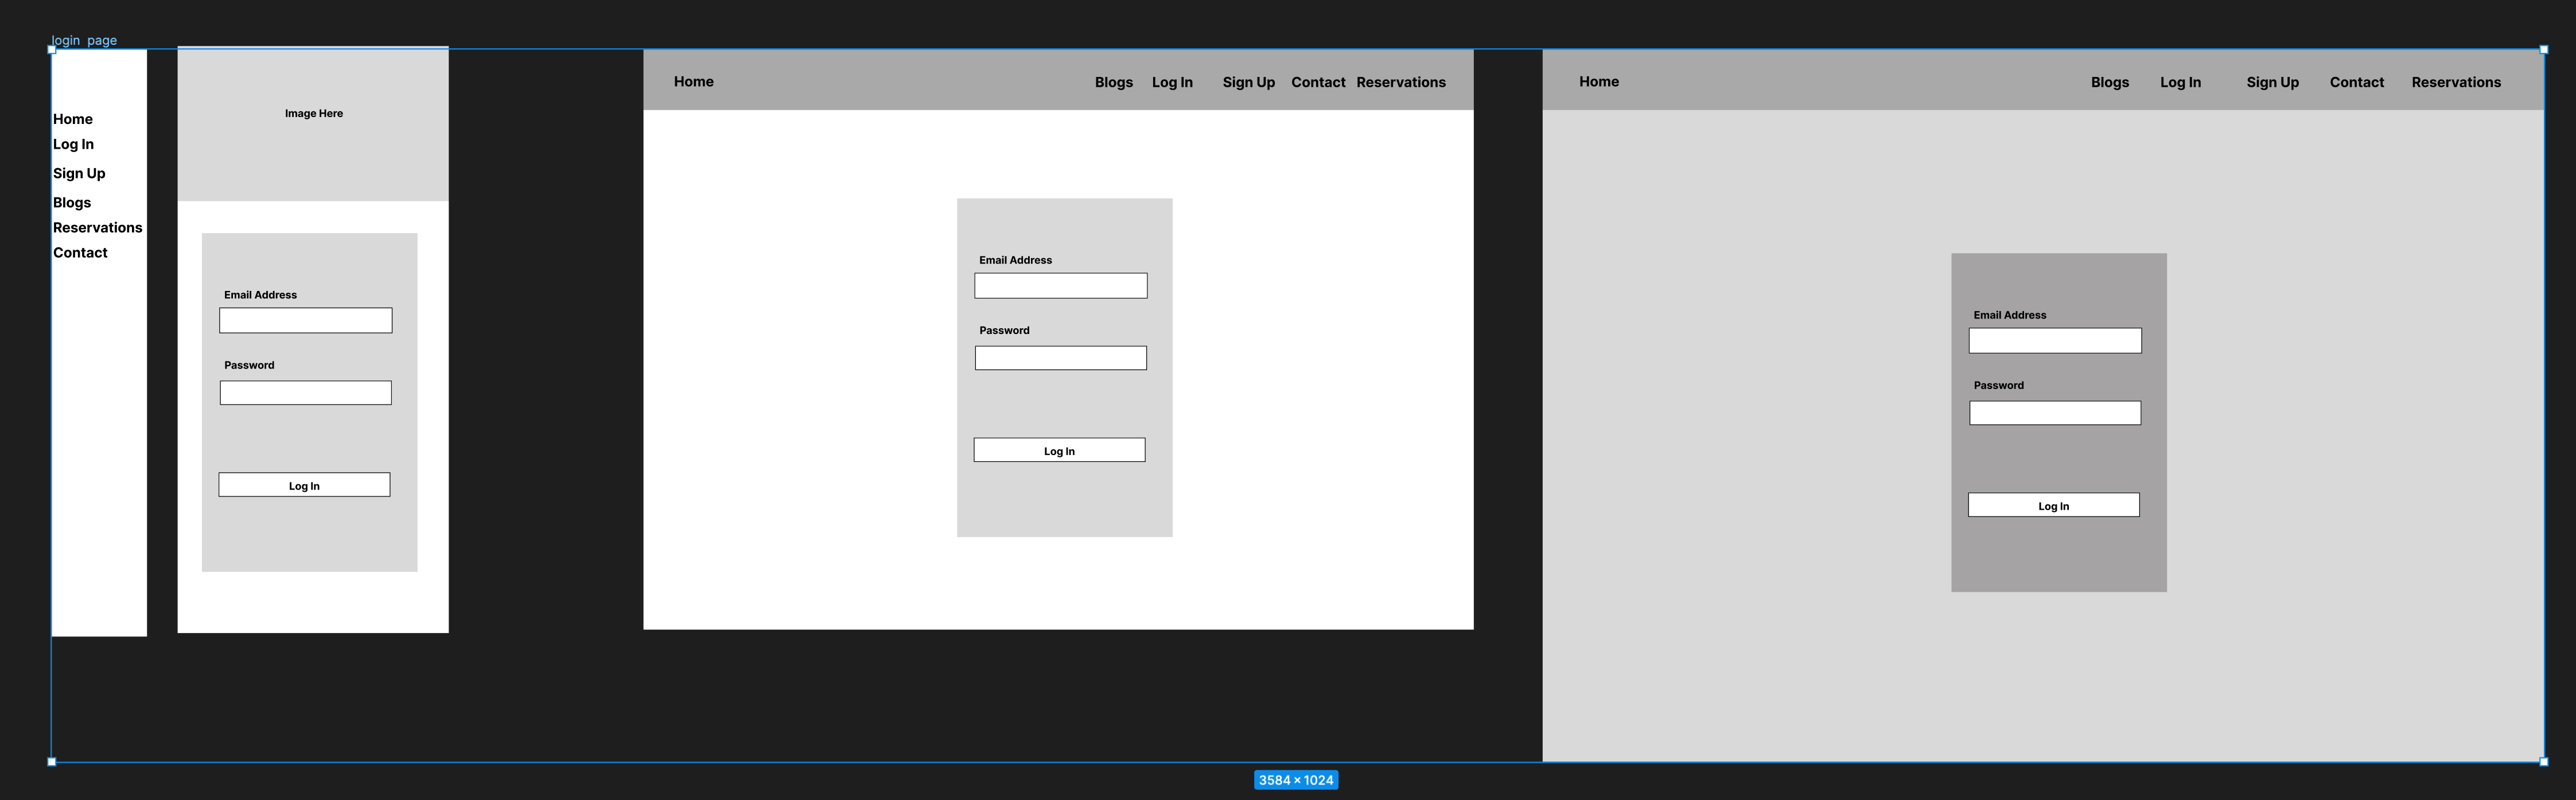 login page
Home
Log In
Sign Up
Blogs
Reservations
Contact
Image Here
Email Address
Password
Log In
Home Blogs Log In Sign Up Contact Reservations
Email Address
Password
Log In
Home Blogs Log In Sign Up Contact Reservations
Email Address
Password
Log In
3584 × 1024